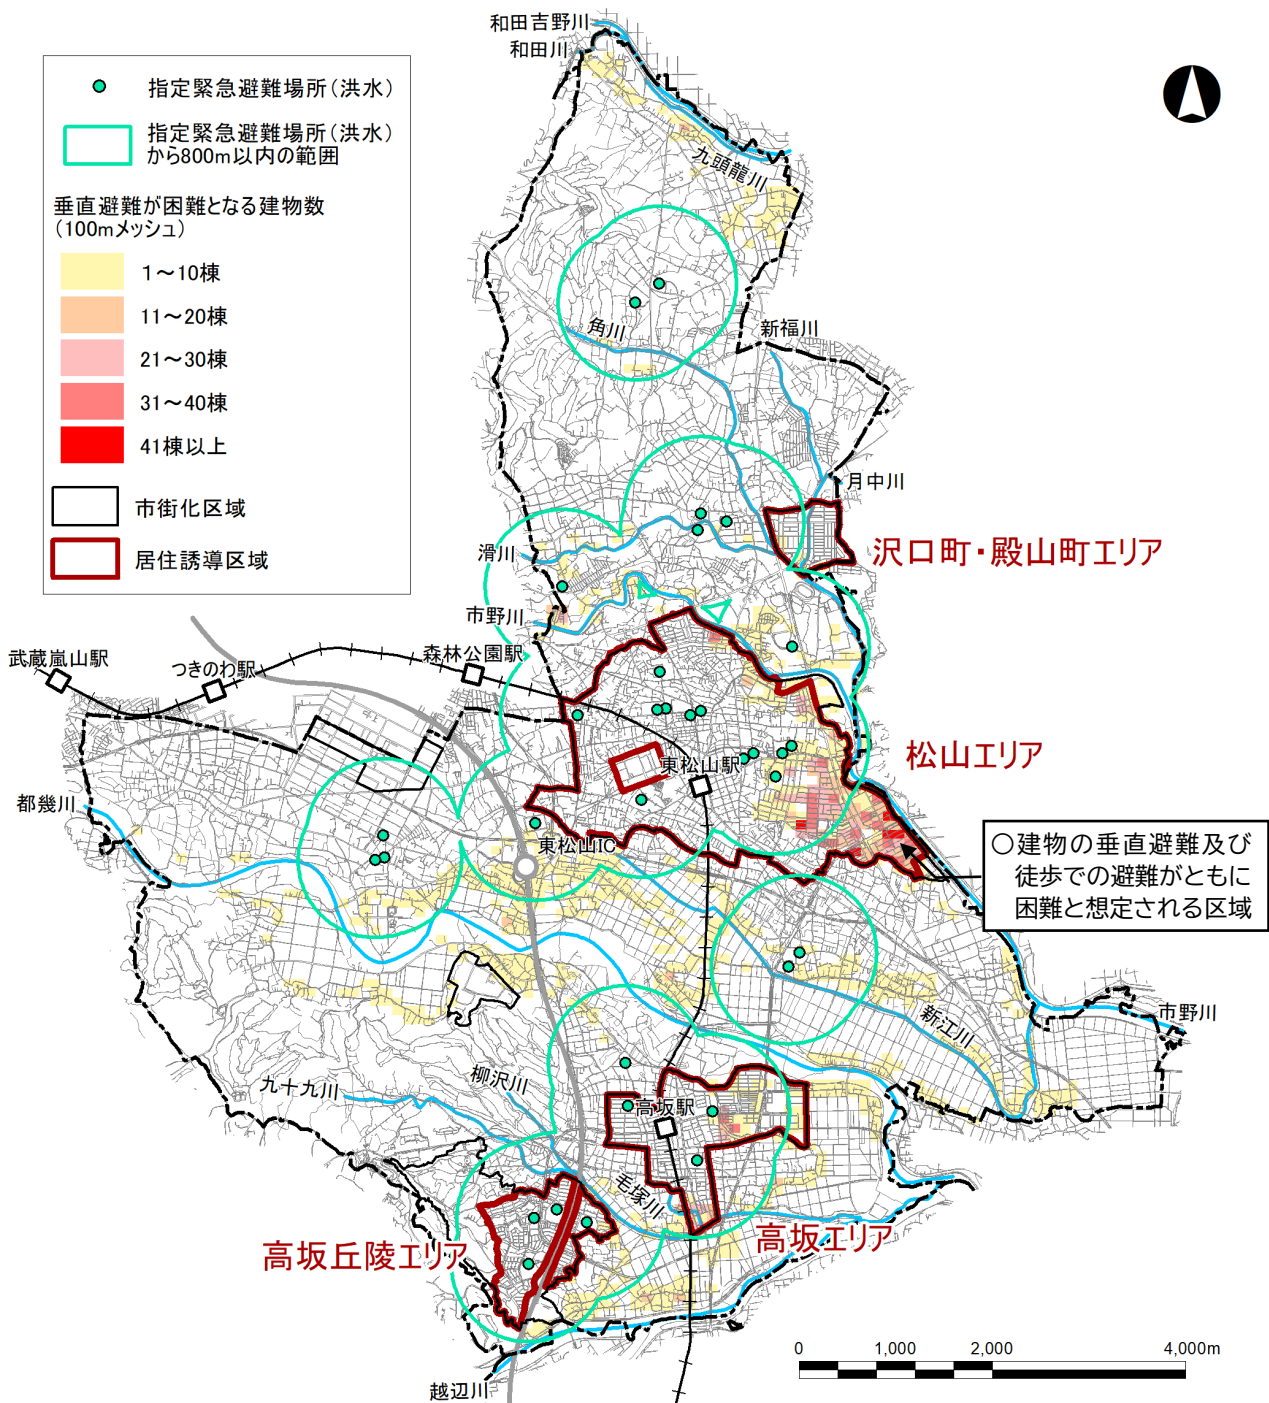 指定緊急避難場所（洪水）
指定緊急避難場所（洪水）
から800m以内の範囲
垂直避難が困難となる建物数
（100mメッシュ）
1～10棟
11～20棟
21～30棟
31～40棟
41棟以上
市街化区域
居住誘導区域
和田吉野川
和田川
九頭龍川
角川
新福川
月中川
滑川
沢口町・殿山町エリア
市野川
武蔵嵐山駅
つきのわ駅
森林公園駅
松山エリア
東松山駅
都幾川
東松山IC
○建物の垂直避難及び
徒歩での避難がともに
困難と想定される区域
新江川
市野川
九十九川
柳沢川
高坂駅
毛塚川
高坂丘陵エリア
高坂エリア
越辺川
0
1,000
2,000
4,000m